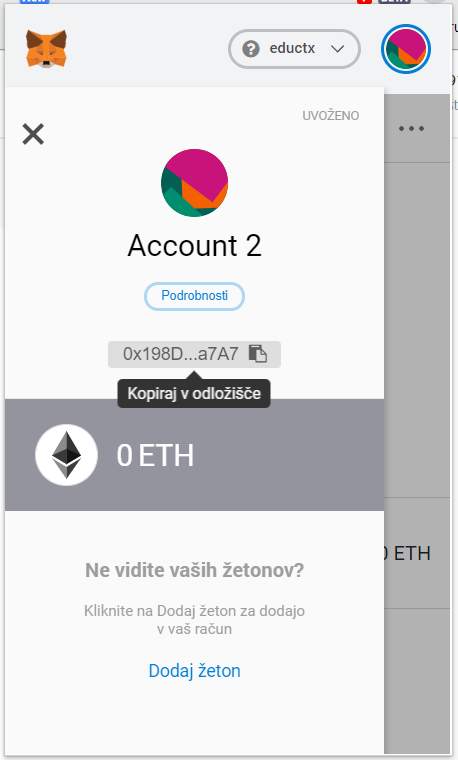 eductx
UVOŽENO
Account 2
Podrobnosti
0x198D...a7A7
Kopiraj v odložišče
0 ETH
ETH
Ne vidite vaših žetonov?
Kliknite na Dodaj žeton za dodajo
v vaš račun
Dodaj žeton